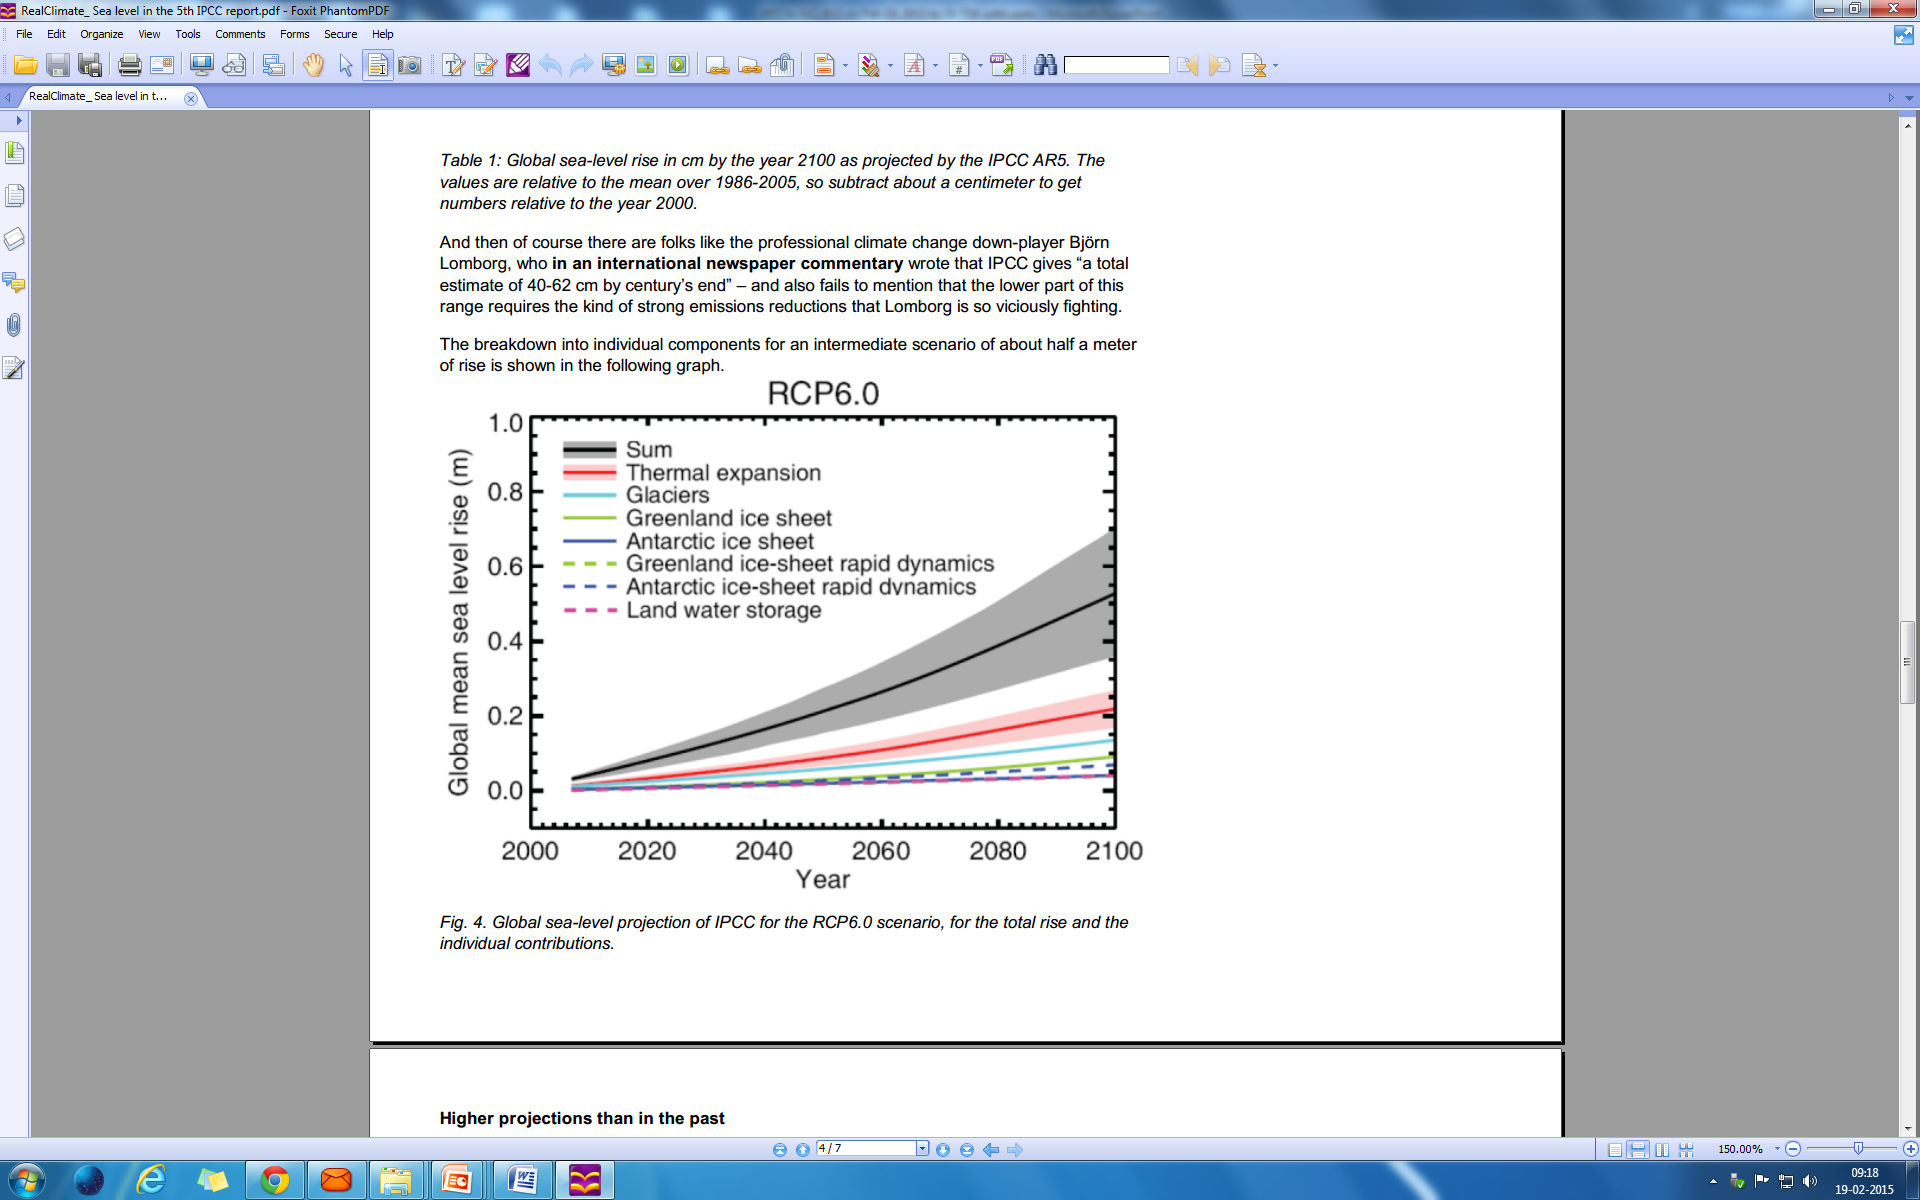 RealClimate_ Sea level in the 5th IPCC report.pdf - Foxit PhantomPDF
File Edit Organize View Tools Comments Forms Secure Help
RealClimate_ Sea level in t...
Table 1: Global sea-level rise in cm by the year 2100 as projected by the IPCC AR5. The
values are relative to the mean over 1986-2005, so subtract about a centimeter to get
numbers relative to the year 2000.
And then of course there are folks like the professional climate change down-player Björn
Lomborg, who in an international newspaper commentary wrote that IPCC gives “a total
estimate of 40-62 cm by century’s end” – and also fails to mention that the lower part of this
range requires the kind of strong emissions reductions that Lomborg is so viciously fighting.
The breakdown into individual components for an intermediate scenario of about half a meter
of rise is shown in the following graph.
RCP6.0
Global mean sea level rise (m)
1.0
0.8
0.6
0.4
0.2
0.0
Sum
Thermal expansion
Glaciers
Greenland ice sheet
Antarctic ice sheet
Greenland ice-sheet rapid dynamics
Antarctic ice-sheet rapid dynamics
Land water storage
2000 2020 2040 2060 2080 2100
Year
Fig. 4. Global sea-level projection of IPCC for the RCP6.0 scenario, for the total rise and the
individual contributions.
Higher projections than in the past
4 / 7
150.00%
09:18
19-02-2015